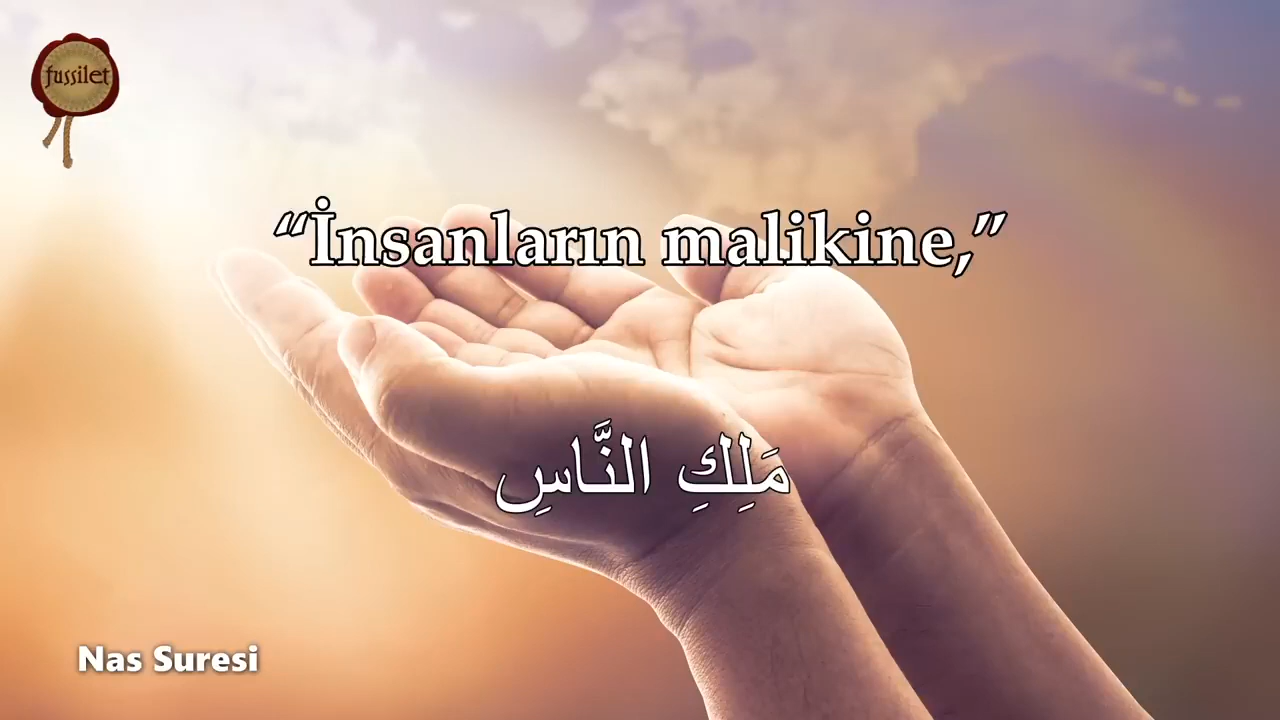 fussilet
“İnsanların malikine,”
مَلِكِ النَّاسِ
Nas Suresi